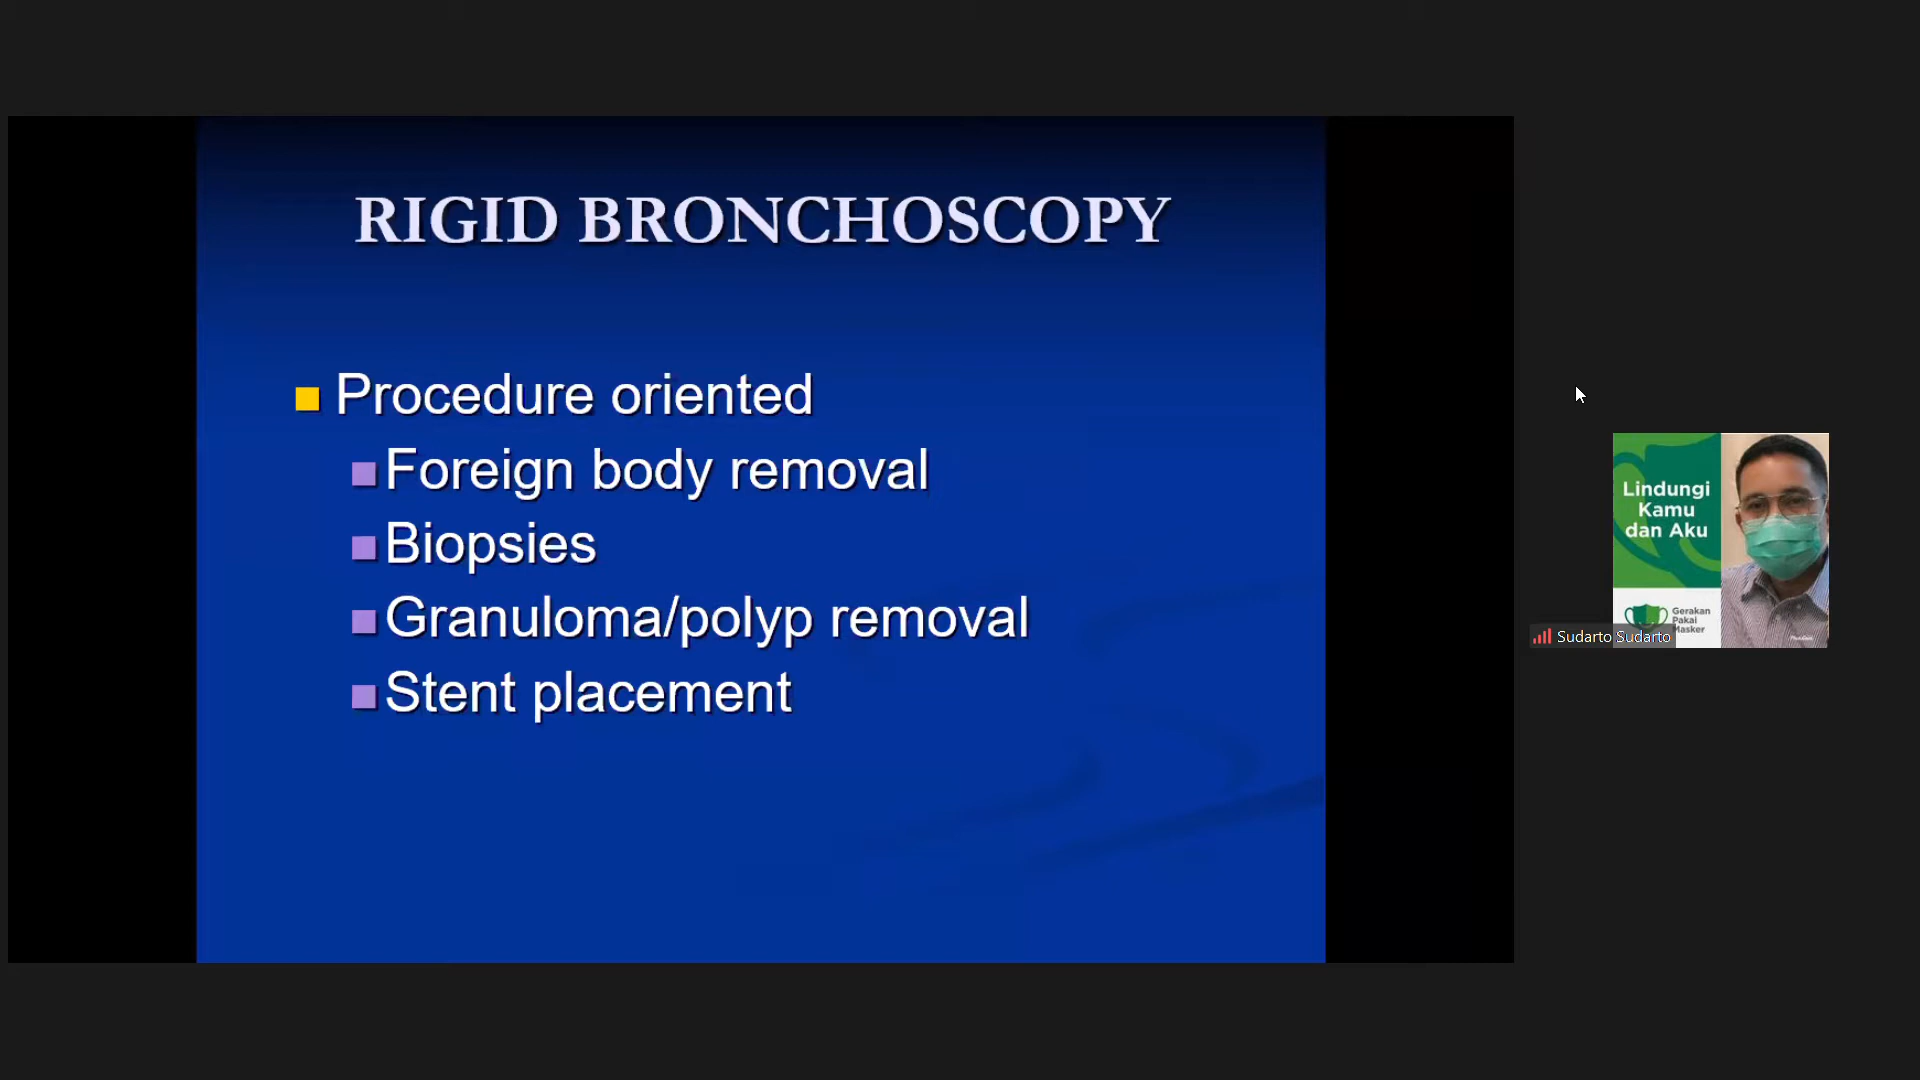 RIGID BRONCHOSCOPY
Procedure oriented
Foreign body removal
Biopsies
Granuloma/polyp removal
Stent placement
Lindungi
Kamu
dan Aku
Gerakan
Pakai
Masker
Sudarto Sudarto